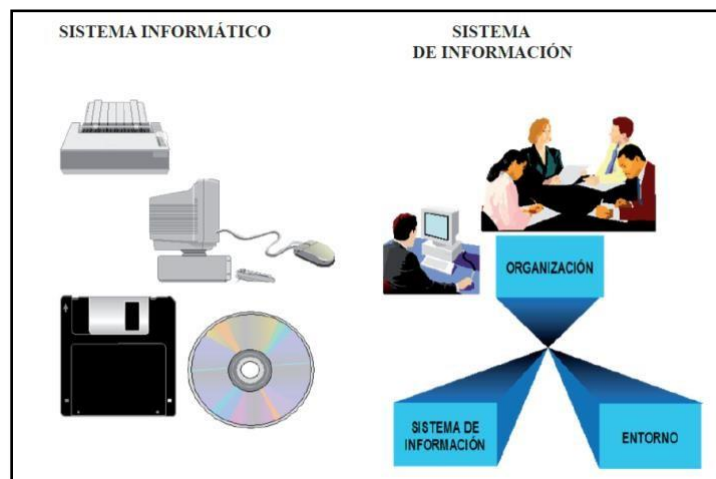 SISTEMA INFORMÁTICO
SISTEMA
DE INFORMACIÓN
ORGANIZACIÓN
SISTEMA DE
INFORMACIÓN
ENTORNO